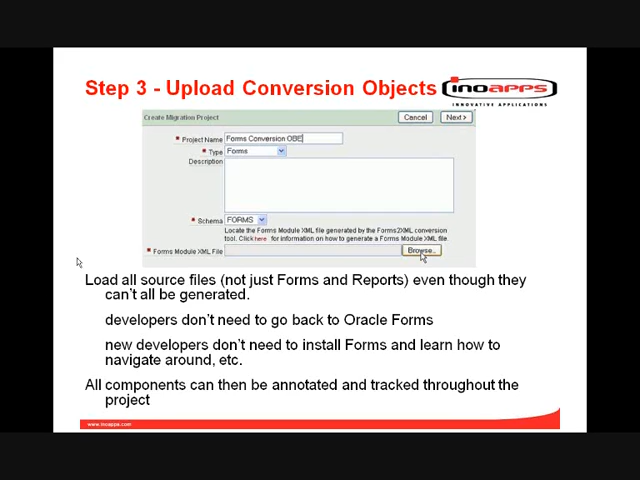 Step 3 - Upload Conversion Objects
inoapps
INNOVATIVE APPLICATIONS
Create Migration Project
Cancel
Next >
* Project Name
Forms Conversion OBE
* Type
Forms
Description
* Schema
FORMS
Locate the Forms Module XML file generated by the Forms2XML conversion
tool. Click here for information on how to generate a Forms Module XML file.
* Forms Module XML File
Browse..
Load all source files (not just Forms and Reports) even though they
can't all be generated.
developers don't need to go back to Oracle Forms
new developers don't need to install Forms and learn how to
navigate around, etc.
All components can then be annotated and tracked throughout the
project
www.inoapps.com